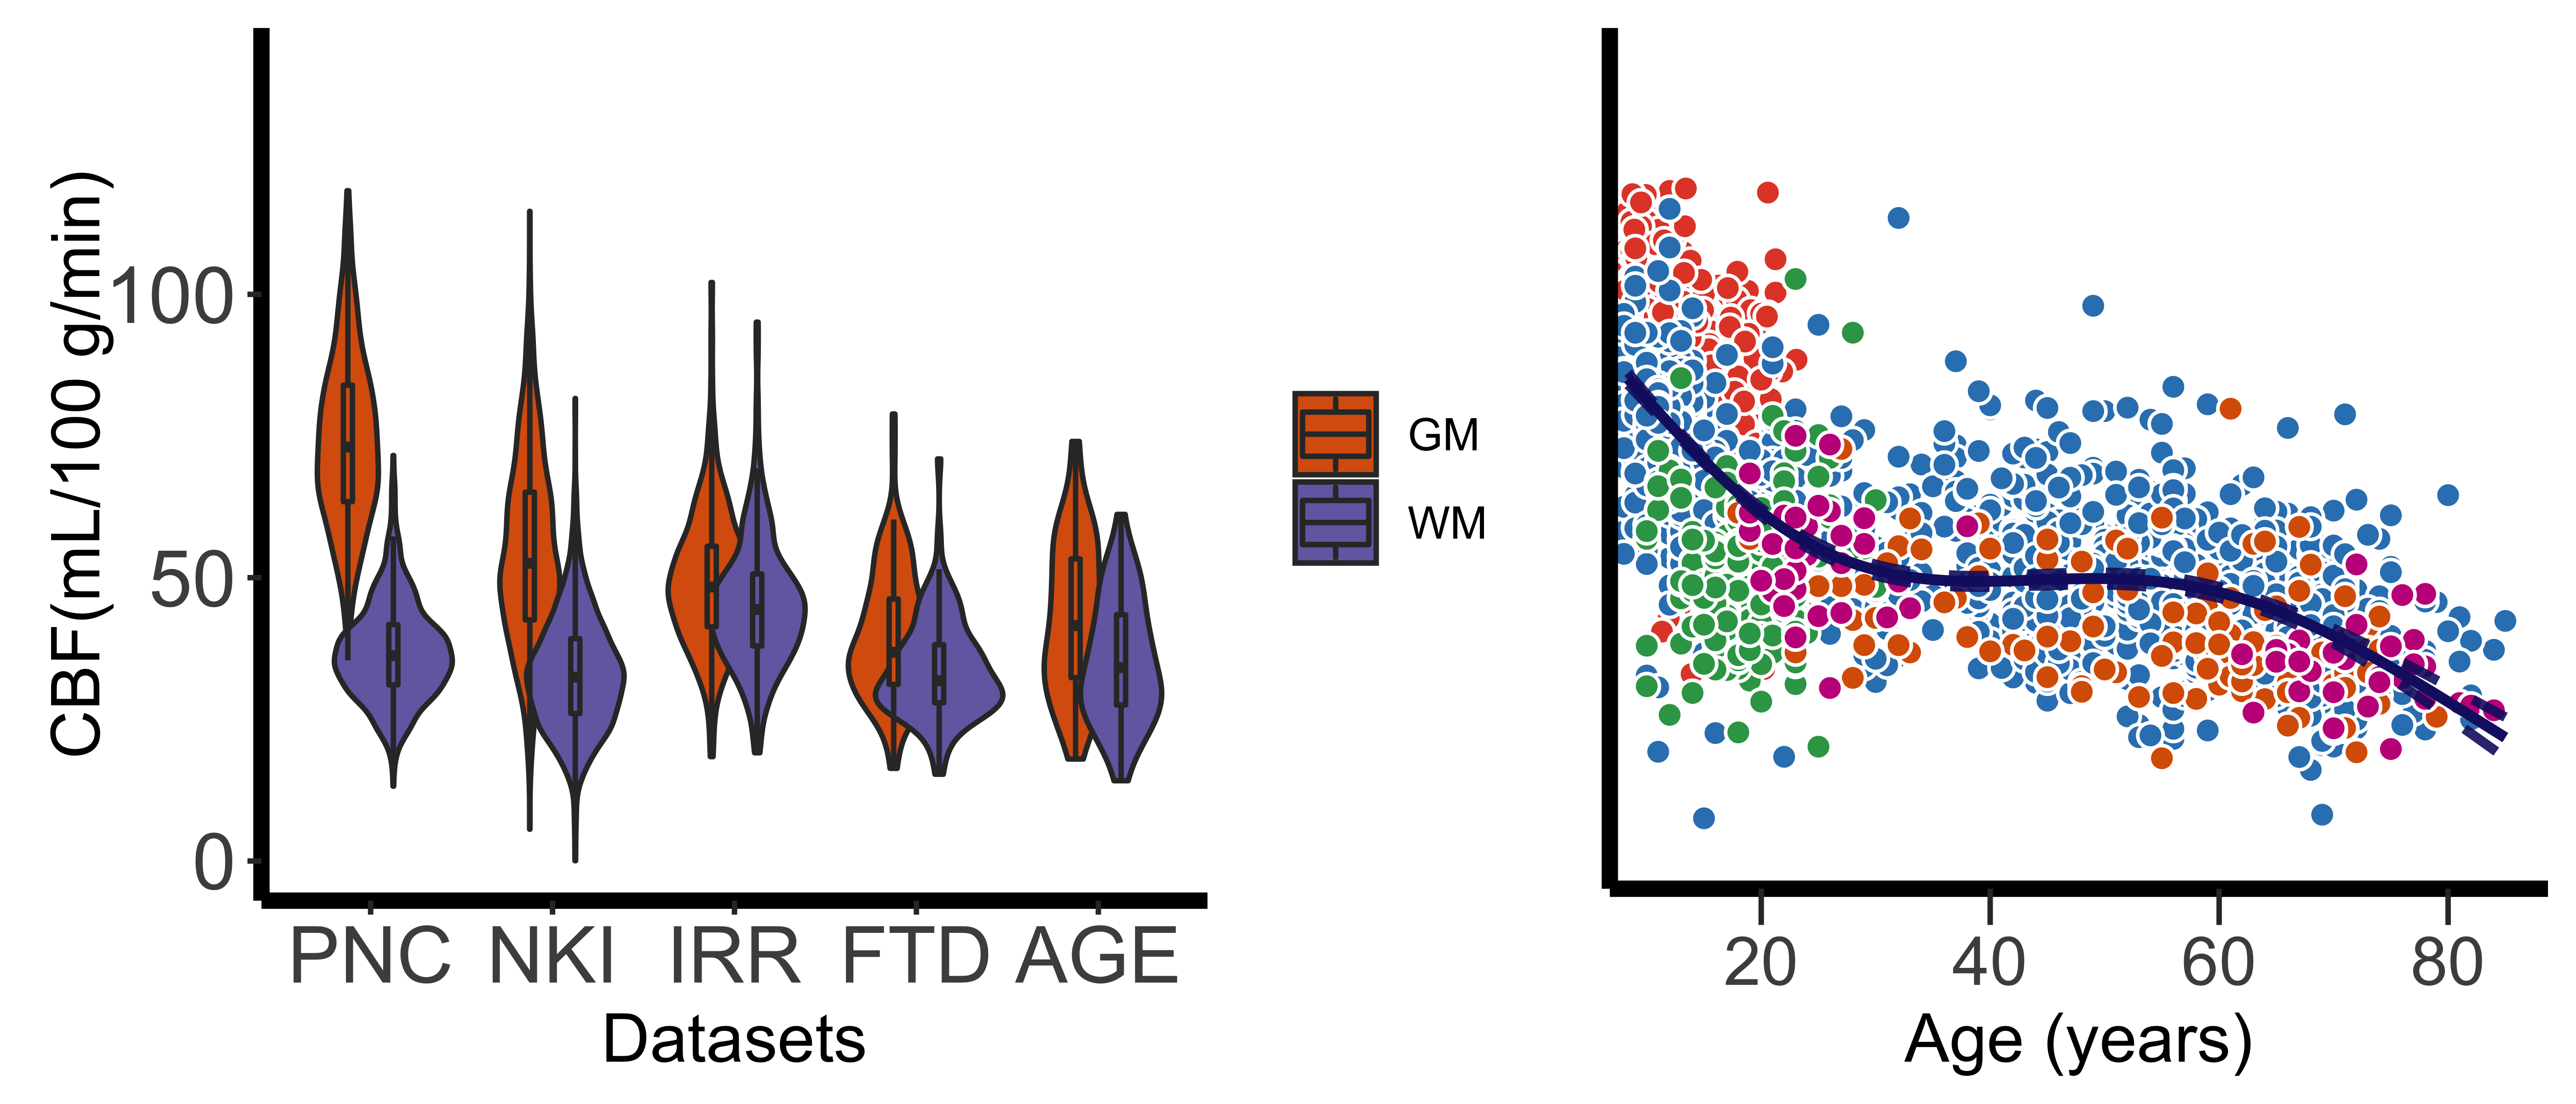 CBF(mL/100 g/min)
100
50
0
PNC NKI IRR FTD AGE
Datasets
GM
WM
20 40 60 80
Age (years)